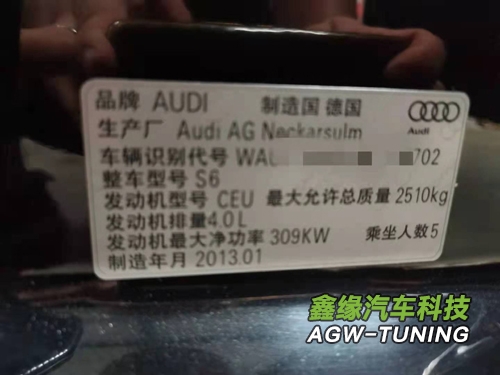 品牌 AUDI 制造国 德国
生产厂 Audi AG Neckarsulm
Audi
车辆识别代号 WAU 702
整车型号 S6
发动机型号 CEU 最大允许总质量 2510kg
发动机排量 4.0L
发动机最大净功率 309KW 乘坐人数 5
制造年月 2013.01
鑫缘汽车科技
AGW-TUNING